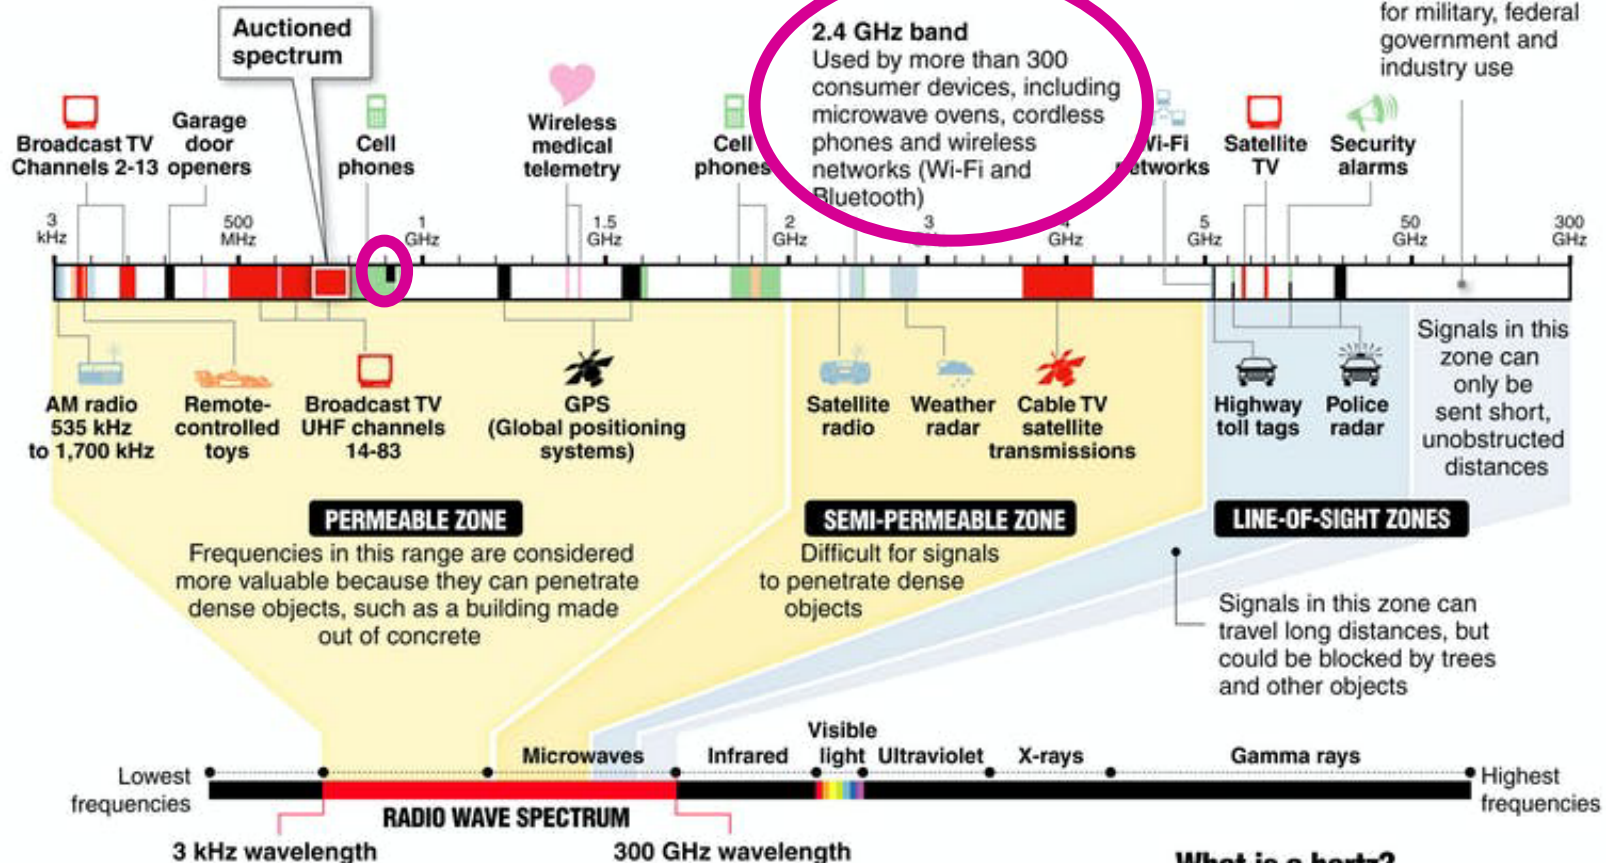 Auctioned
spectrum
2.4 GHz band
Used by more than 300
consumer devices, including
microwave ovens, cordless
phones and wireless
networks (Wi-Fi and
Bluetooth)
for military, federal
government and
industry use
Broadcast TV
Channels 2-13
Garage
door
openers
Cell
phones
Wireless
medical
telemetry
Cell
phones
Wi-Fi
networks
Satellite
TV
Security
alarms
3
kHz
500
MHz
1
GHz
1.5
GHz
2
GHz
3
4
GHz
5
GHz
50
GHz
300
GHz
AM radio
535 kHz
to 1,700 kHz
Remote-
controlled
toys
Broadcast TV
UHF channels
14-83
GPS
(Global positioning
systems)
Satellite
radio
Weather
radar
Cable TV
satellite
transmissions
Highway
toll tags
Police
radar
Signals in this
zone can
only be
sent short,
unobstructed
distances
PERMEABLE ZONE
Frequencies in this range are considered
more valuable because they can penetrate
dense objects, such as a building made
out of concrete
SEMI-PERMEABLE ZONE
Difficult for signals
to penetrate dense
objects
LINE-OF-SIGHT ZONES
Signals in this zone can
travel long distances, but
could be blocked by trees
and other objects
Lowest
frequencies
Microwaves
Infrared
Visible
light
Ultraviolet
X-rays
Gamma rays
Highest
frequencies
RADIO WAVE SPECTRUM
3 kHz wavelength
300 GHz wavelength
What is a hertz?